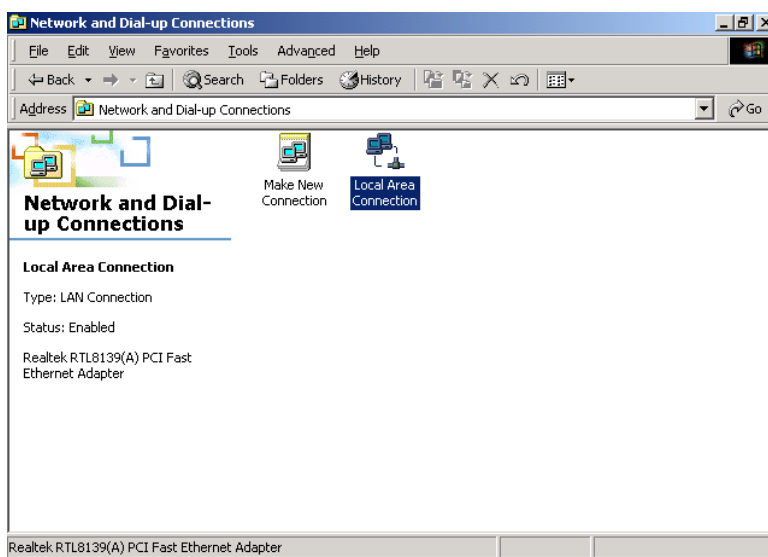 Network and Dial-up Connections
File Edit View Favorites Tools Advanced Help
Back Search Folders History
Address Network and Dial-up Connections Go
Make New Connection
Local Area Connection
Network and Dial-
up Connections
Local Area Connection
Type: LAN Connection
Status: Enabled
Realtek RTL8139(A) PCI Fast
Ethernet Adapter
Realtek RTL8139(A) PCI Fast Ethernet Adapter